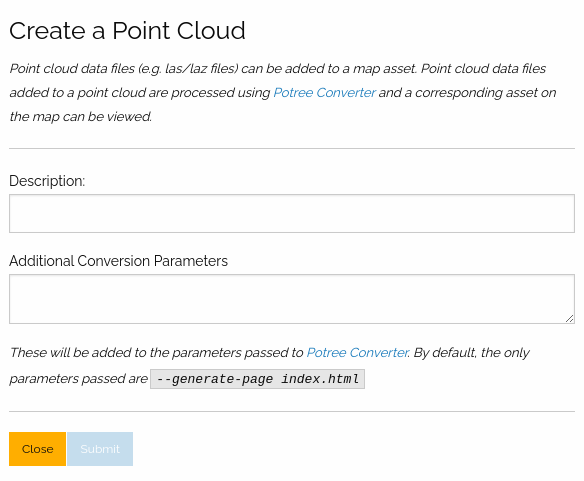 Create a Point Cloud
Point cloud data files (e.g. las/laz files) can be added to a map asset. Point cloud data files
added to a point cloud are processed using Potree Converter and a corresponding asset on
the map can be viewed.
Description:
Additional Conversion Parameters
These will be added to the parameters passed to Potree Converter. By default, the only
parameters passed are --generate-page index.html
Close Submit